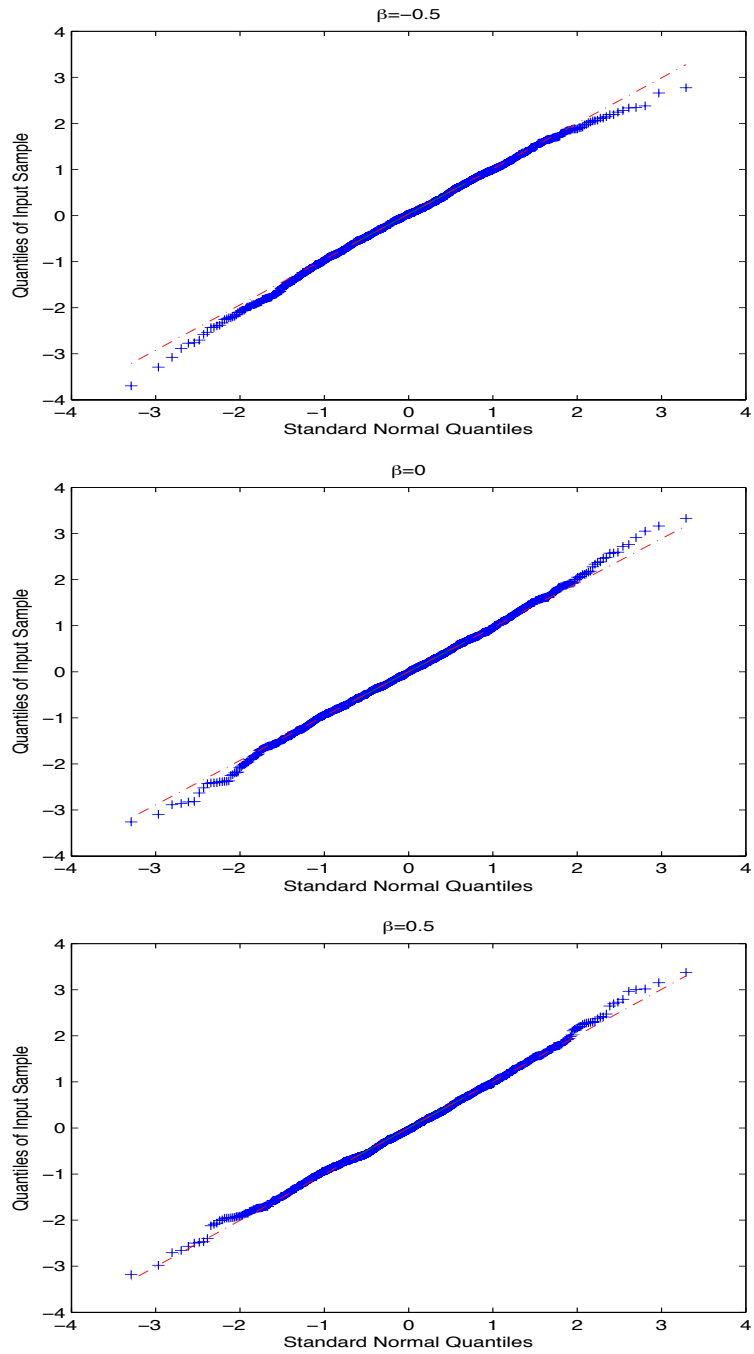 β=−0.5
4
3
2
1
0
−1
−2
−3
−4
Quantiles of Input Sample
−4 −3 −2 −1 0 1 2 3 4
Standard Normal Quantiles
β=0
4
3
2
1
0
−1
−2
−3
−4
Quantiles of Input Sample
−4 −3 −2 −1 0 1 2 3 4
Standard Normal Quantiles
β=0.5
4
3
2
1
0
−1
−2
−3
−4
Quantiles of Input Sample
−4 −3 −2 −1 0 1 2 3 4
Standard Normal Quantiles